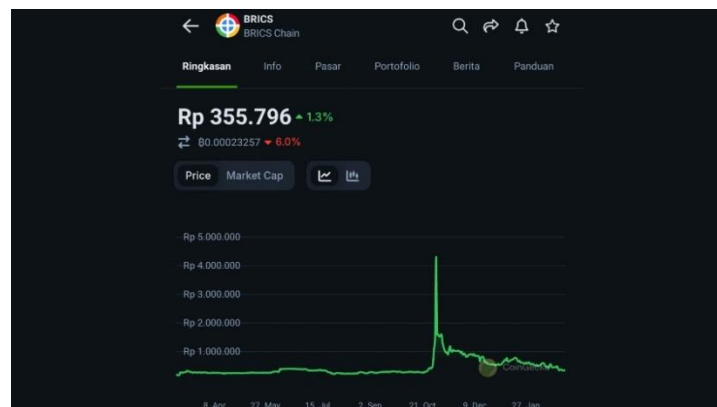 BRICS
BRICS Chain
Ringkasan Info Pasar Portofolio Berita Panduan
Rp 355.796 1.3%
฿0.00023257 6.0%
Price Market Cap
Rp 5.000.000
Rp 4.000.000
Rp 3.000.000
Rp 2.000.000
Rp 1.000.000
CoinGecko
8. Apr 27. May 15. Jul 2. Sen 21. Oct 9. Dec 27. Jan